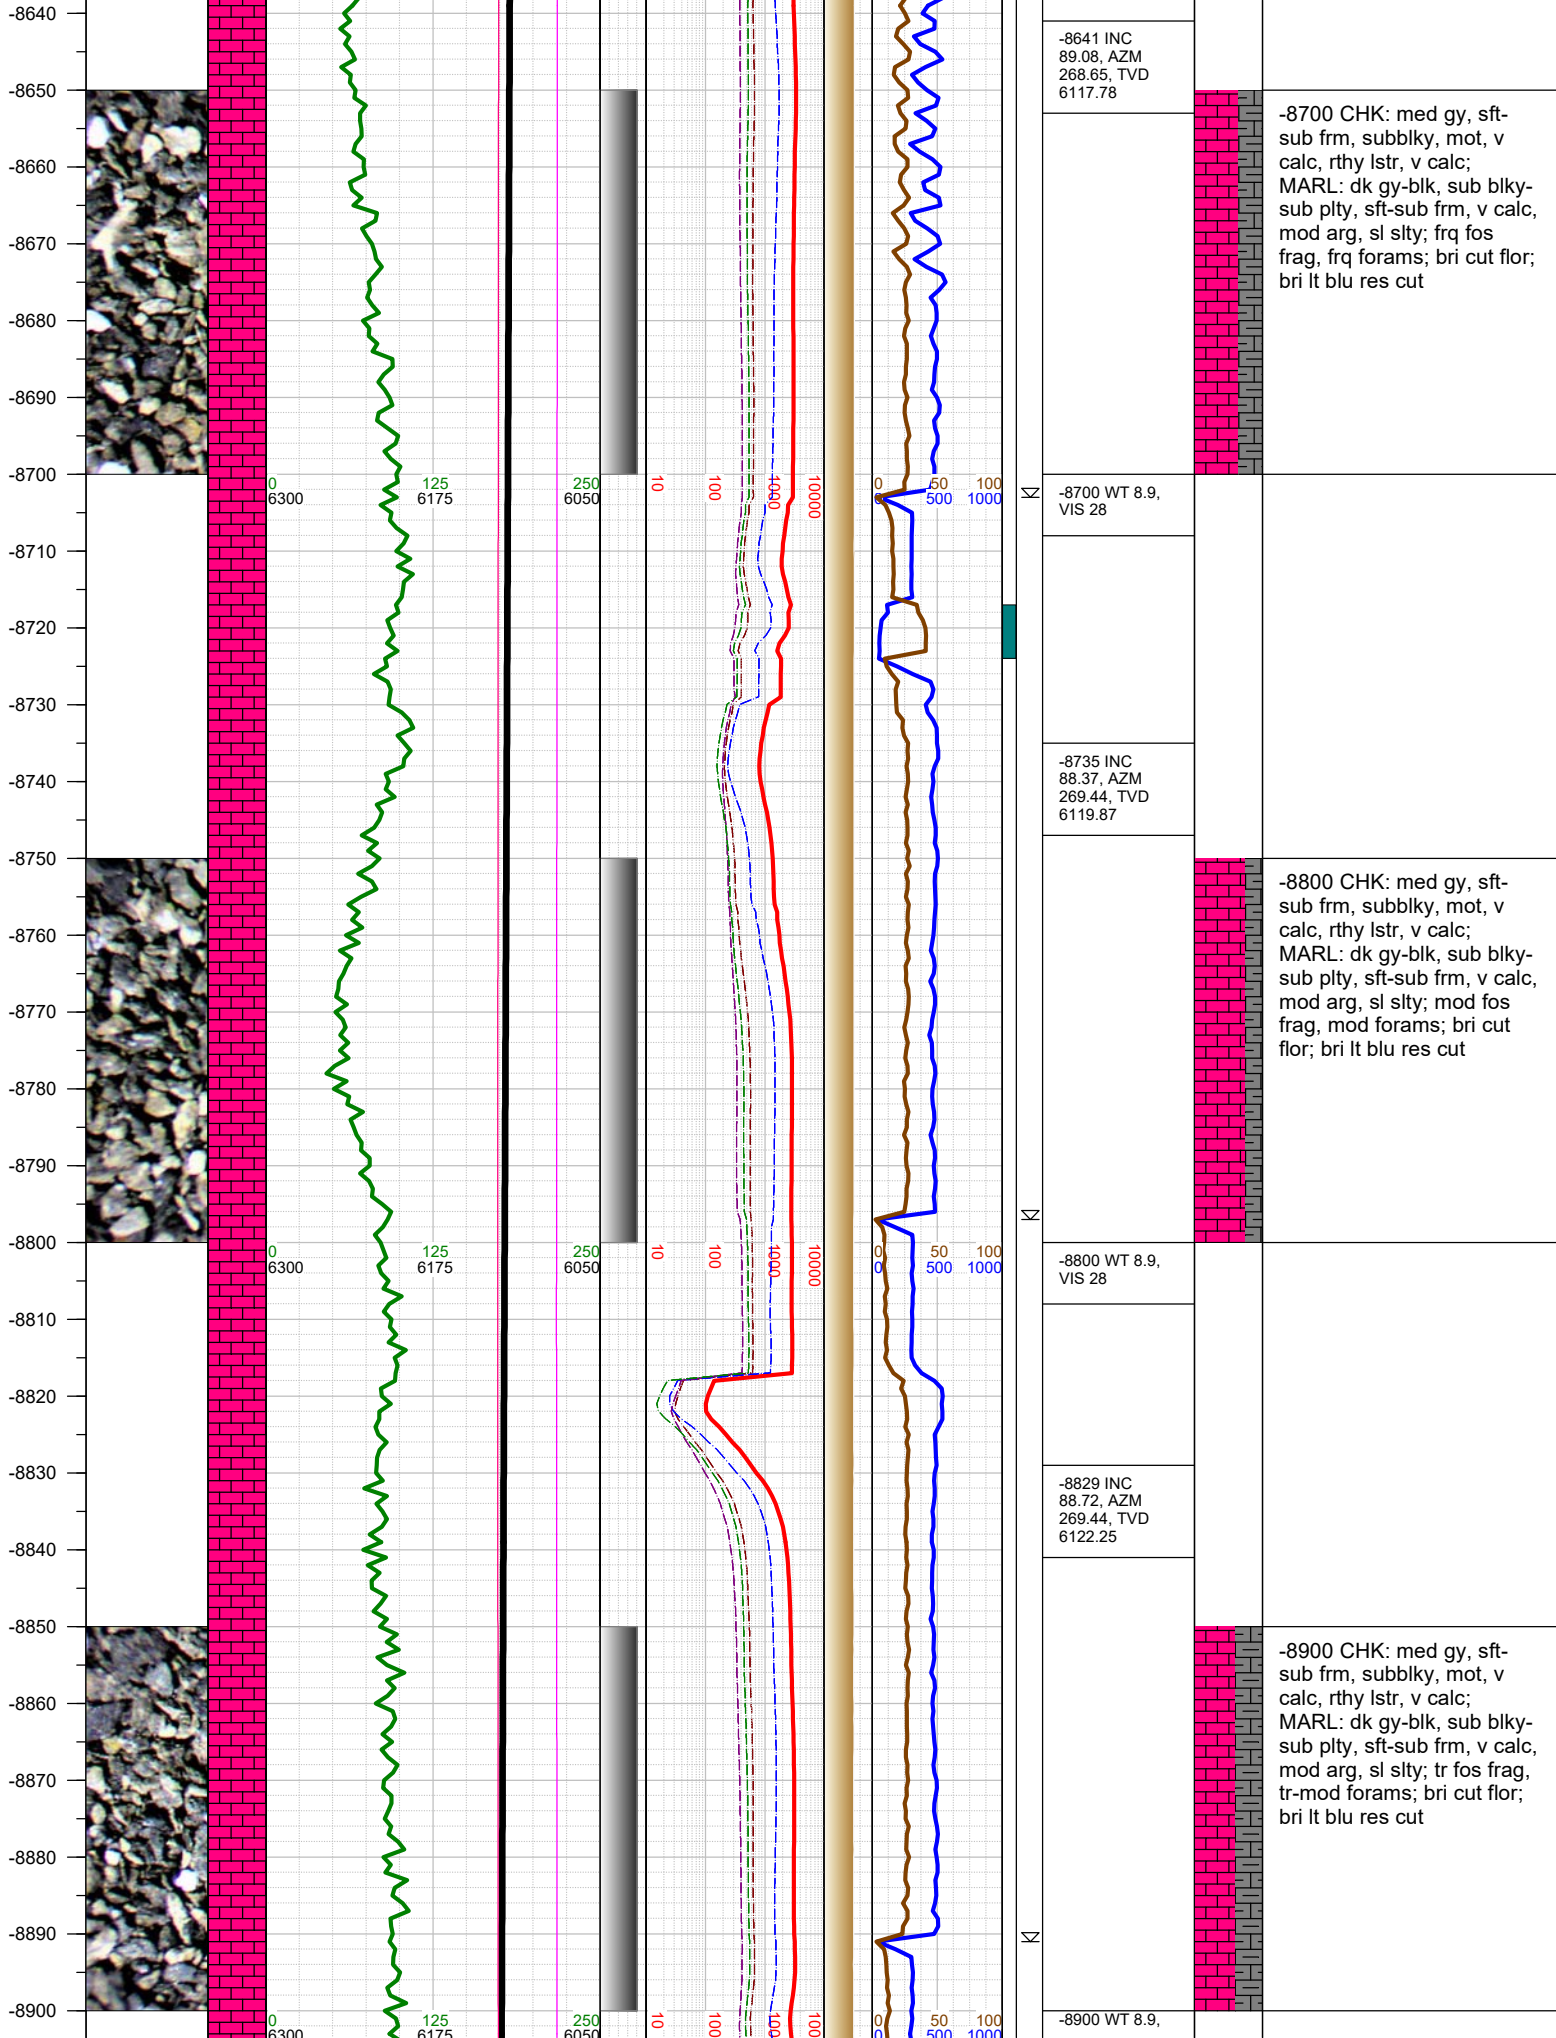 -8640
-8650
-8660
-8670
-8680
-8690
-8700
-8710
-8720
-8730
-8740
-8750
-8760
-8770
-8780
-8790
-8800
-8810
-8820
-8830
-8840
-8850
-8860
-8870
-8880
-8890
-8900
0 125 250
6300 6175 6050
10 100 1000 10000
0 50 100
0 500 1000
0 125 250
6300 6175 6050
10 100 1000 10000
0 50 100
0 500 1000
0 125 250
6300 6175 6050
10 100 1000 10000
0 50 100
0 500 1000
-8641 INC
89.08, AZM
268.65, TVD
6117.78
-8700 WT 8.9,
VIS 28
-8735 INC
88.37, AZM
269.44, TVD
6119.87
-8800 WT 8.9,
VIS 28
-8829 INC
88.72, AZM
269.44, TVD
6122.25
-8900 WT 8.9,
-8700 CHK: med gy, sft-
sub frm, subblky, mot, v
calc, rthy lstr, v calc;
MARL: dk gy-blk, sub blky-
sub plty, sft-sub frm, v calc,
mod arg, sl slty; frq fos
frag, frq forams; bri cut flor;
bri lt blu res cut
-8800 CHK: med gy, sft-
sub frm, subblky, mot, v
calc, rthy lstr, v calc;
MARL: dk gy-blk, sub blky-
sub plty, sft-sub frm, v calc,
mod arg, sl slty; mod fos
frag, mod forams; bri cut
flor; bri lt blu res cut
-8900 CHK: med gy, sft-
sub frm, subblky, mot, v
calc, rthy lstr, v calc;
MARL: dk gy-blk, sub blky-
sub plty, sft-sub frm, v calc,
mod arg, sl slty; tr fos frag,
tr-mod forams; bri cut flor;
bri lt blu res cut